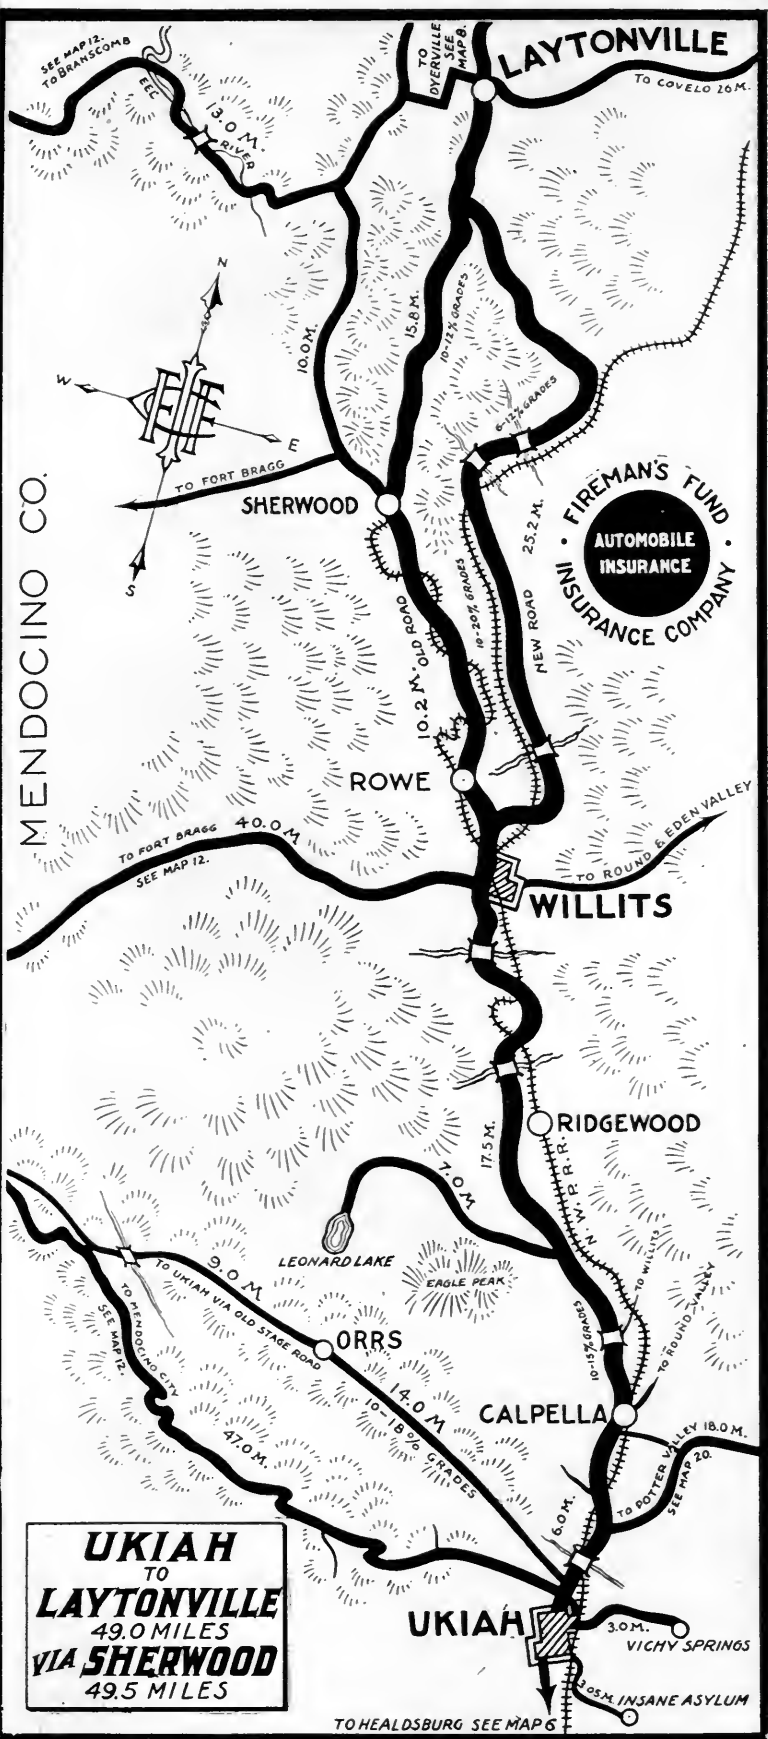 SEE MAP 12.
TO BRANSCOMB
EEL
RIVER
13.0 M.
TO
DYERVILLE
SEE
MAP 8.
LAYTONVILLE
TO COVELO 26 M.
N
W
E
S
10.0 M.
15.8 M.
10-12% GRADES
6-12% GRADES
TO FORT BRAGG
SHERWOOD
MENDOCINO CO.
FIREMAN'S FUND
AUTOMOBILE
INSURANCE
INSURANCE COMPANY
25.2 M.
NEW ROAD
10-20% GRADES
OLD ROAD
10.2 M.
ROWE
TO FORT BRAGG 40.0 M
SEE MAP 12.
TO ROUND & EDEN VALLEY
WILLITS
RIDGEWOOD
17.5 M.
N.W.P.R.R.
7.0 M.
LEONARD LAKE
EAGLE PEAK
TO WILLITS
TO ROUND VALLEY
10-15% GRADES
9.0 M
TO UKIAH VIA OLD STAGE ROAD
TO MENDOCINO CITY
SEE MAP 12.
ORRS
14.0 M
10-18% GRADES
CALPELLA
47.0 M.
TO POTTER VALLEY 18.0 M.
SEE MAP 20.
6.0 M.
UKIAH
3.0 M.
VICHY SPRINGS
3.05 M. INSANE ASYLUM
TO HEALDSBURG SEE MAP 6
UKIAH
TO
LAYTONVILLE
49.0 MILES
VIA SHERWOOD
49.5 MILES